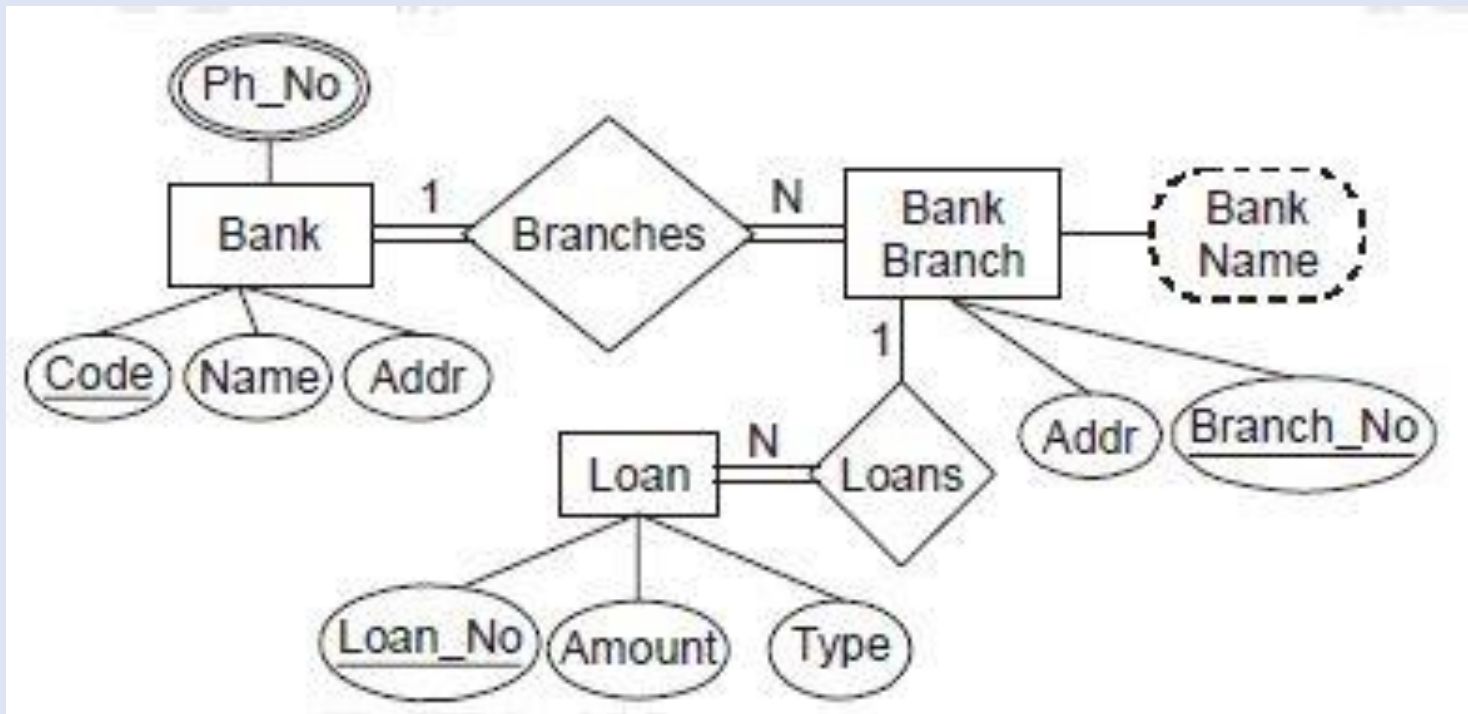 Ph_No
Bank
1
Branches
N
Bank
Branch
Bank
Name
Code
Name
Addr
1
Addr
Branch_No
Loan
N
Loans
Loan_No
Amount
Type